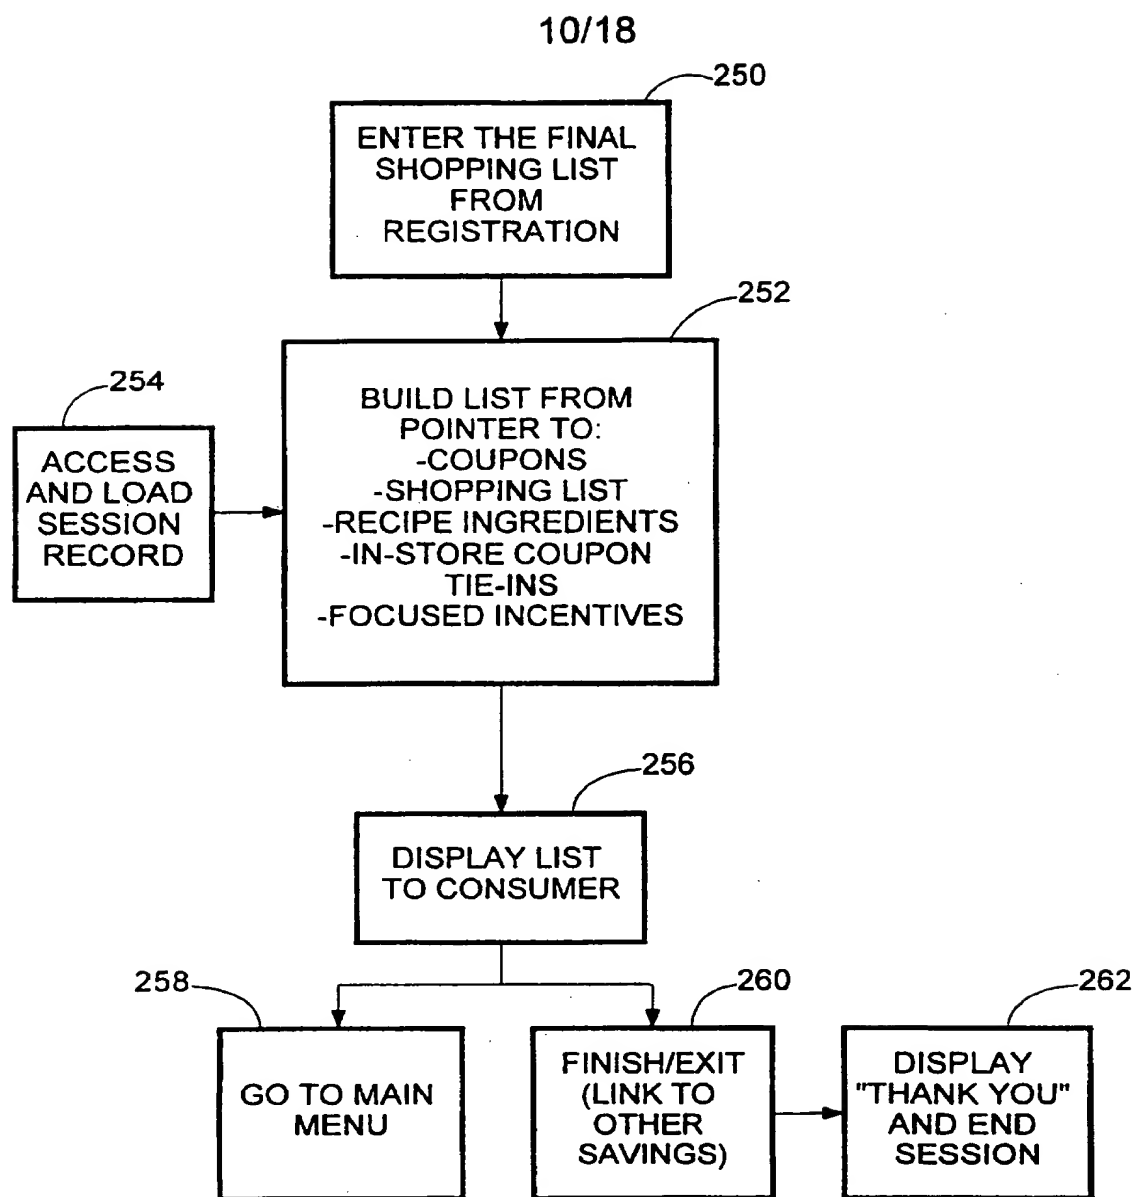 10/18
250
ENTER THE FINAL
SHOPPING LIST
FROM
REGISTRATION
252
BUILD LIST FROM
POINTER TO:
-COUPONS
-SHOPPING LIST
-RECIPE INGREDIENTS
-IN-STORE COUPON
TIE-INS
-FOCUSED INCENTIVES
254
ACCESS
AND LOAD
SESSION
RECORD
256
DISPLAY LIST
TO CONSUMER
258
GO TO MAIN
MENU
260
FINISH/EXIT
(LINK TO
OTHER
SAVINGS)
262
DISPLAY
"THANK YOU"
AND END
SESSION